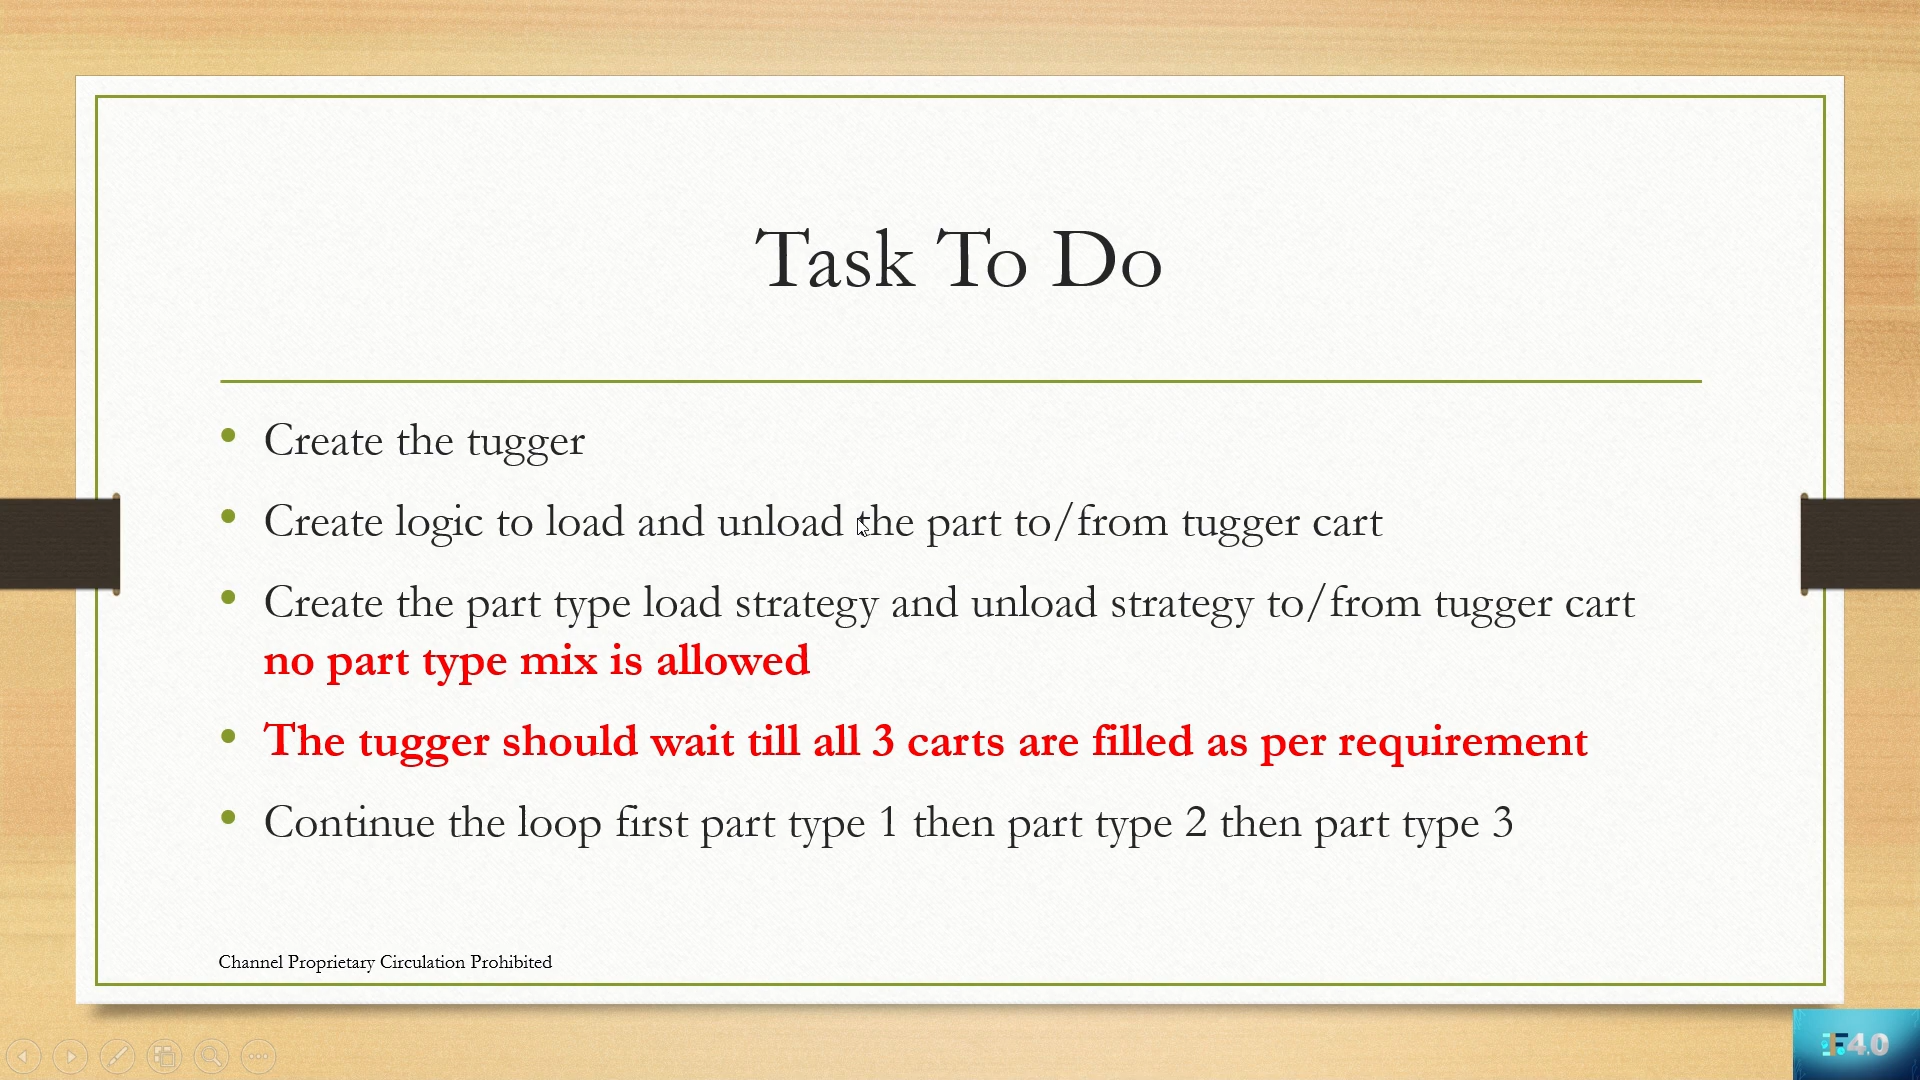 Task To Do
Create the tugger
Create logic to load and unload the part to/from tugger cart
Create the part type load strategy and unload strategy to/from tugger cart
no part type mix is allowed
The tugger should wait till all 3 carts are filled as per requirement
Continue the loop first part type 1 then part type 2 then part type 3
Channel Proprietary Circulation Prohibited
F4.0